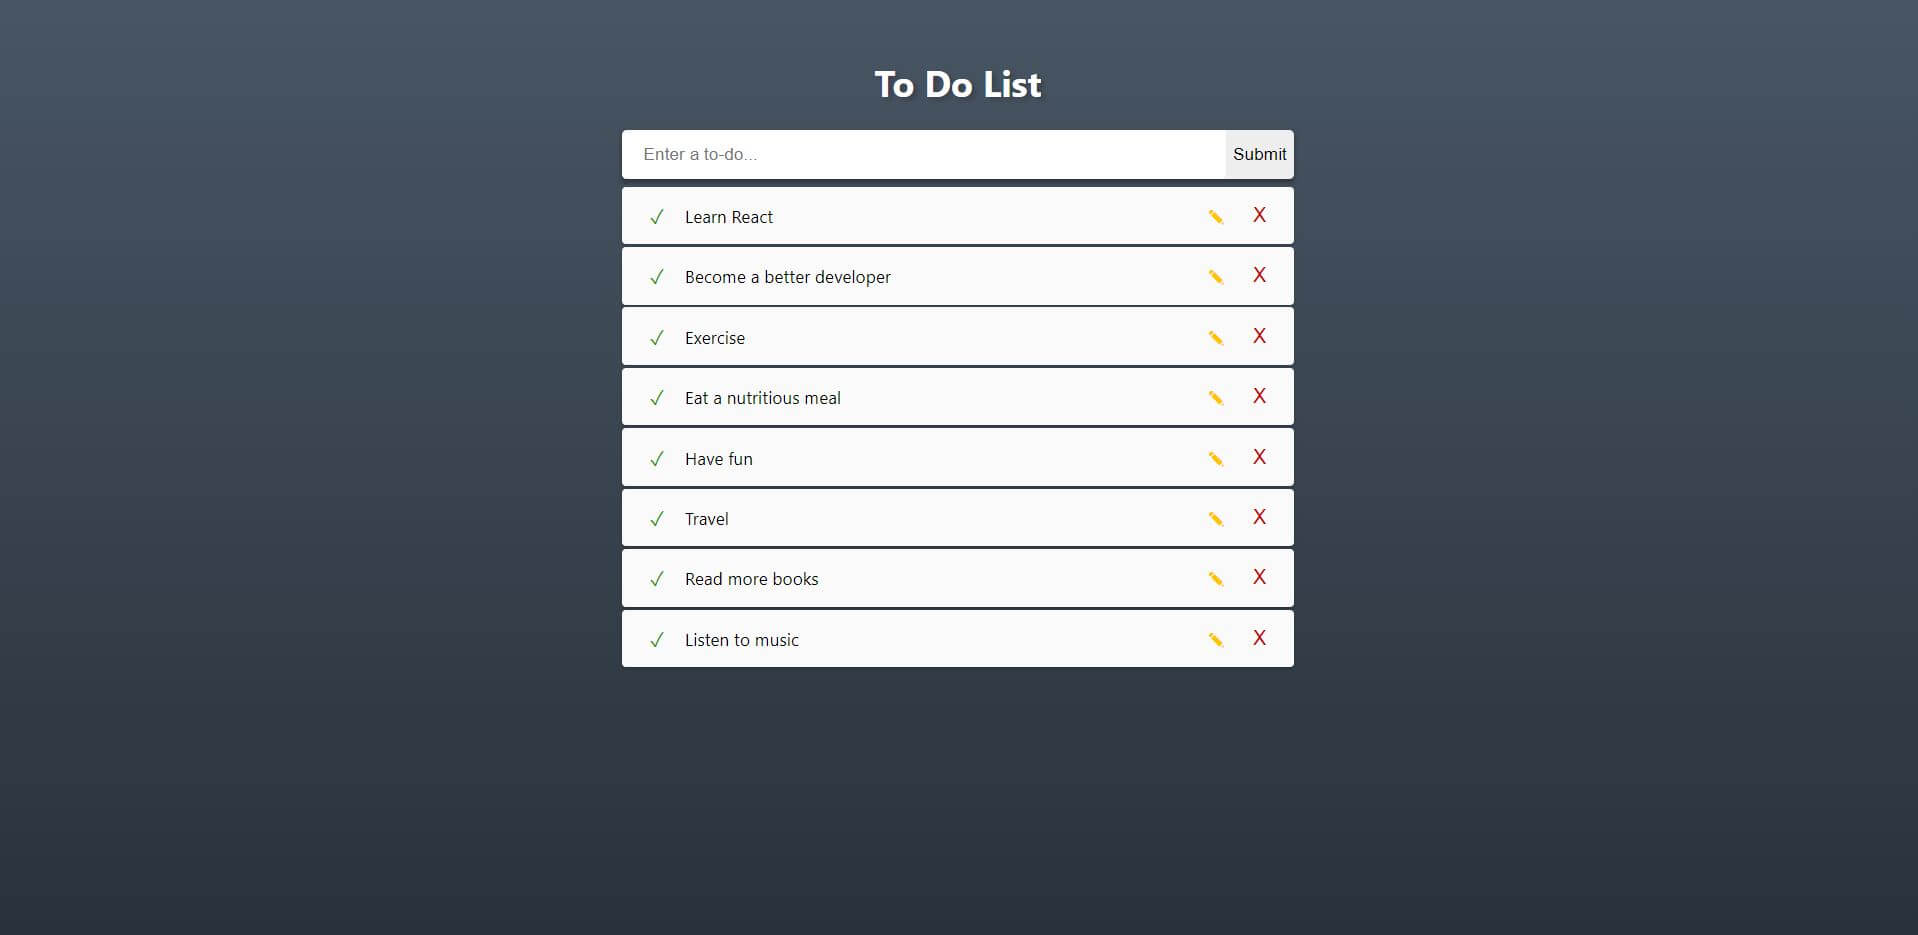 To Do List
Enter a to-do... Submit
✓ Learn React ✏️ X
✓ Become a better developer ✏️ X
✓ Exercise ✏️ X
✓ Eat a nutritious meal ✏️ X
✓ Have fun ✏️ X
✓ Travel ✏️ X
✓ Read more books ✏️ X
✓ Listen to music ✏️ X